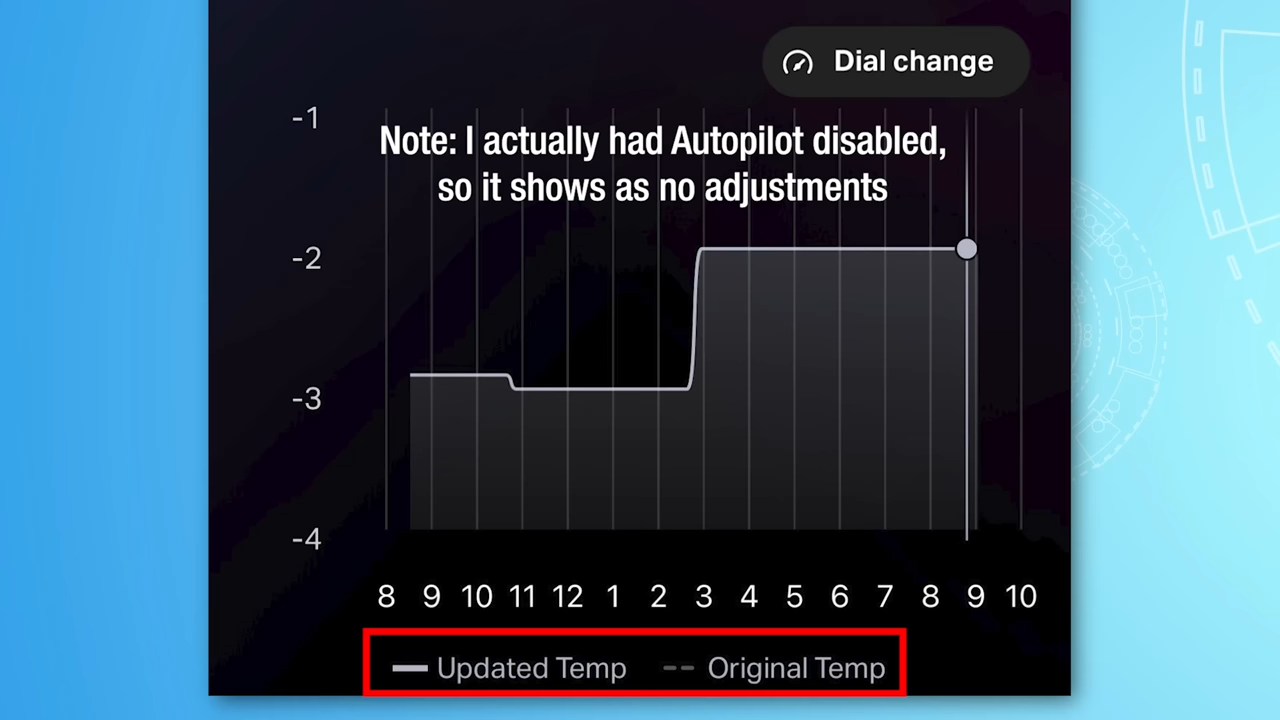 Dial change
-1
Note: I actually had Autopilot disabled,
so it shows as no adjustments
-2
-3
-4
8 9 10 11 12 1 2 3 4 5 6 7 8 9 10
Updated Temp Original Temp